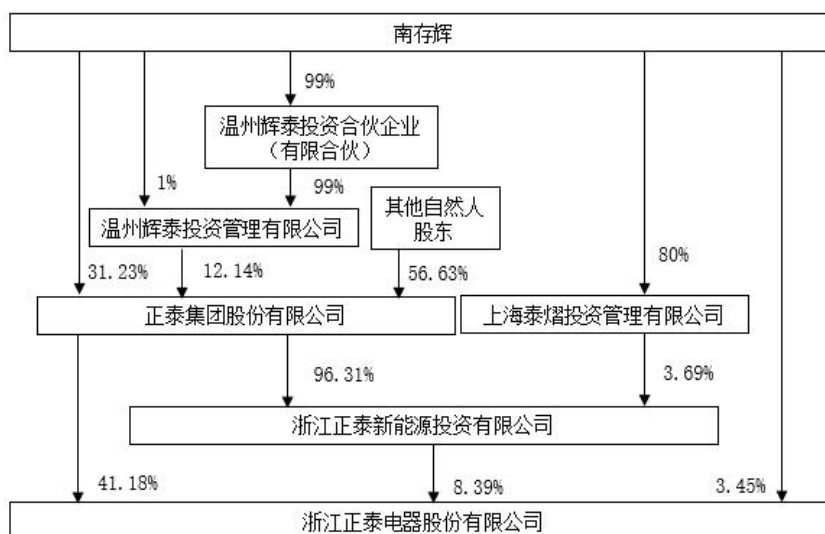 南存辉
99%
温州辉泰投资合伙企业
（有限合伙）
1%
99%
其他自然人
股东
温州辉泰投资管理有限公司
31.23%
12.14%
56.63%
80%
正泰集团股份有限公司
上海泰熠投资管理有限公司
96.31%
3.69%
浙江正泰新能源投资有限公司
41.18%
8.39%
3.45%
浙江正泰电器股份有限公司